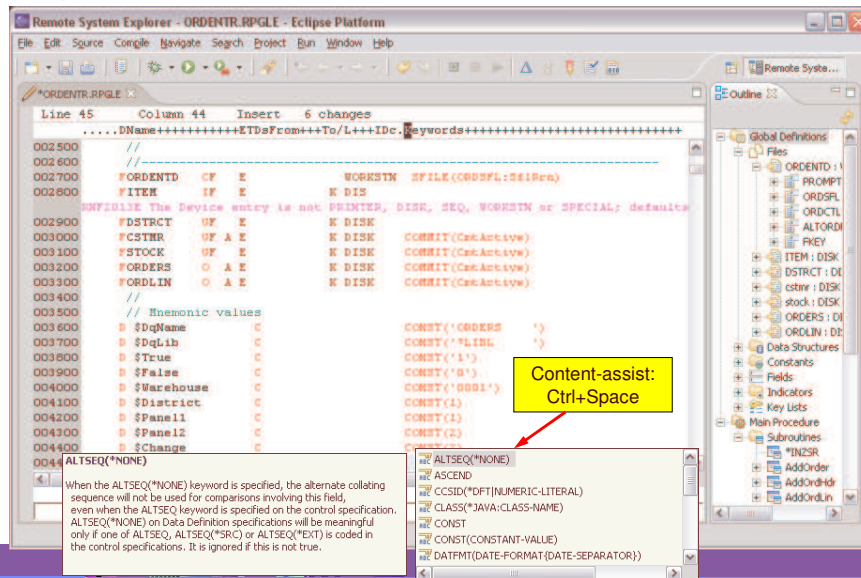 Remote System Explorer - ORDENTR.RPGLE - Eclipse Platform
File Edit Source Compile Navigate Search Project Run Window Help
Remote Syste...
*ORDENTR.RPGLE
Line 45 Column 44 Insert 6 changes
.....DName+++++++++++ETDsFrom+++To/L+++IDc.Keywords+++++++++++++++++++++++++++++
002500 //
002600 //---------------------------------------------------------------
002700 FORDENTD CF E WORKSTN SFILE(ORDSFL:SflRrn)
002800 FITEM IF E K DIS
RNF2013E The Device entry is not PRINTER, DISK, SEQ, WORKSTN or SPECIAL; defaults
002900 FDSTRCT UF E K DISK
003000 FCSTMR UF A E K DISK COMMIT(CmtActive)
003100 FSTOCK UF E K DISK COMMIT(CmtActive)
003200 FORDERS O A E K DISK COMMIT(CmtActive)
003300 FORDLIN O A E K DISK COMMIT(CmtActive)
003400 //
003500 // Mnemonic values
003600 D $DqName C CONST('ORDERS ')
003700 D $DqLib C CONST('*LIBL ')
003800 D $True C CONST('1')
003900 D $False C CONST('0')
004000 D $Warehouse C CONST('0001')
004100 D $District C CONST(1)
004200 D $Panel1 C CONST(1)
004300 D $Panel2 C CONST(2)
004400 D $Change C
Outline
Global Definitions
Files
ORDENTD :
PROMPT
ORDSFL
ORDCTL
ALTORD
FKEY
ITEM : DISK
DSTRCT : DI
cstmr : DISK
stock : DISK
ORDERS : DI
ORDLIN : DI
Data Structures
Constants
Fields
Indicators
Key Lists
Main Procedure
Subroutines
*INZSR
AddOrder
AddOrdHdr
AddOrdLin
Content-assist:
Ctrl+Space
ALTSEQ(*NONE)
When the ALTSEQ(*NONE) keyword is specified, the alternate collating
sequence will not be used for comparisons involving this field,
even when the ALTSEQ keyword is specified on the control specification.
ALTSEQ(*NONE) on Data Definition specifications will be meaningful
only if one of ALTSEQ, ALTSEQ(*SRC) or ALTSEQ(*EXT) is coded in
the control specifications. It is ignored if this is not true.
ALTSEQ(*NONE)
ASCEND
CCSID(*DFT|NUMERIC-LITERAL)
CLASS(*JAVA:CLASS-NAME)
CONST
CONST(CONSTANT-VALUE)
DATFMT(DATE-FORMAT{DATE-SEPARATOR})